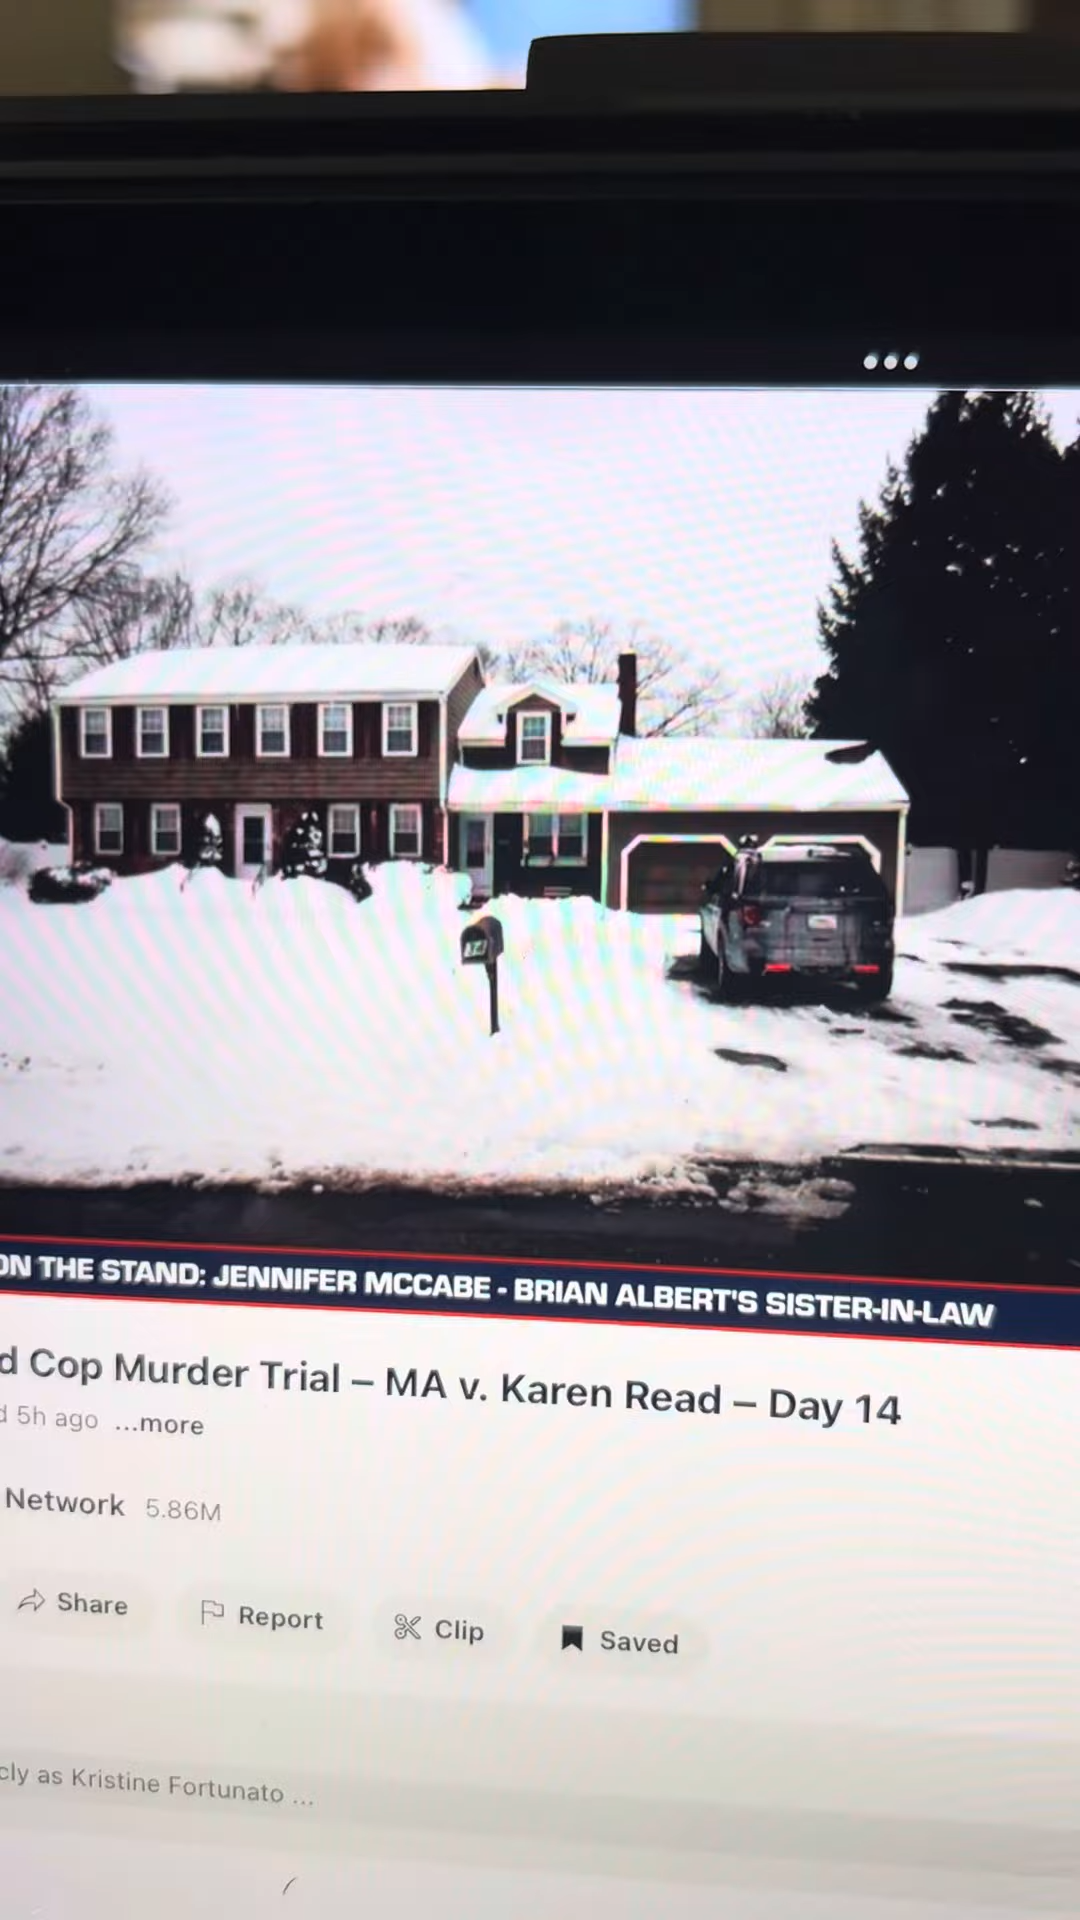 34
ON THE STAND: JENNIFER MCCABE - BRIAN ALBERT'S SISTER-IN-LAW
d Cop Murder Trial – MA v. Karen Read – Day 14
d 5h ago ...more
Network 5.86M
Share Report Clip Saved
cly as Kristine Fortunato ...